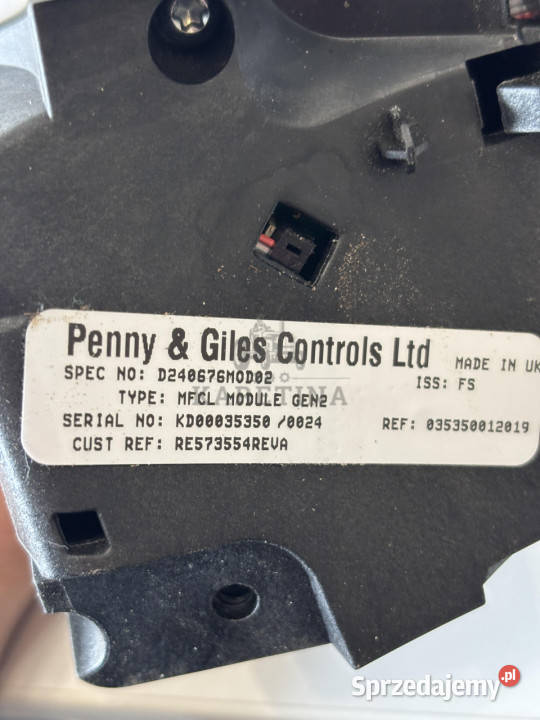 Penny & Giles Controls Ltd MADE IN UK
SPEC NO: D240676MOD02 ISS: FS
TYPE: MFCL MODULE GEN2
KABETINA
SERIAL NO: KD00035350 /0024 REF: 035350012019
CUST REF: RE573554REVA
Sprzedajemy.pl